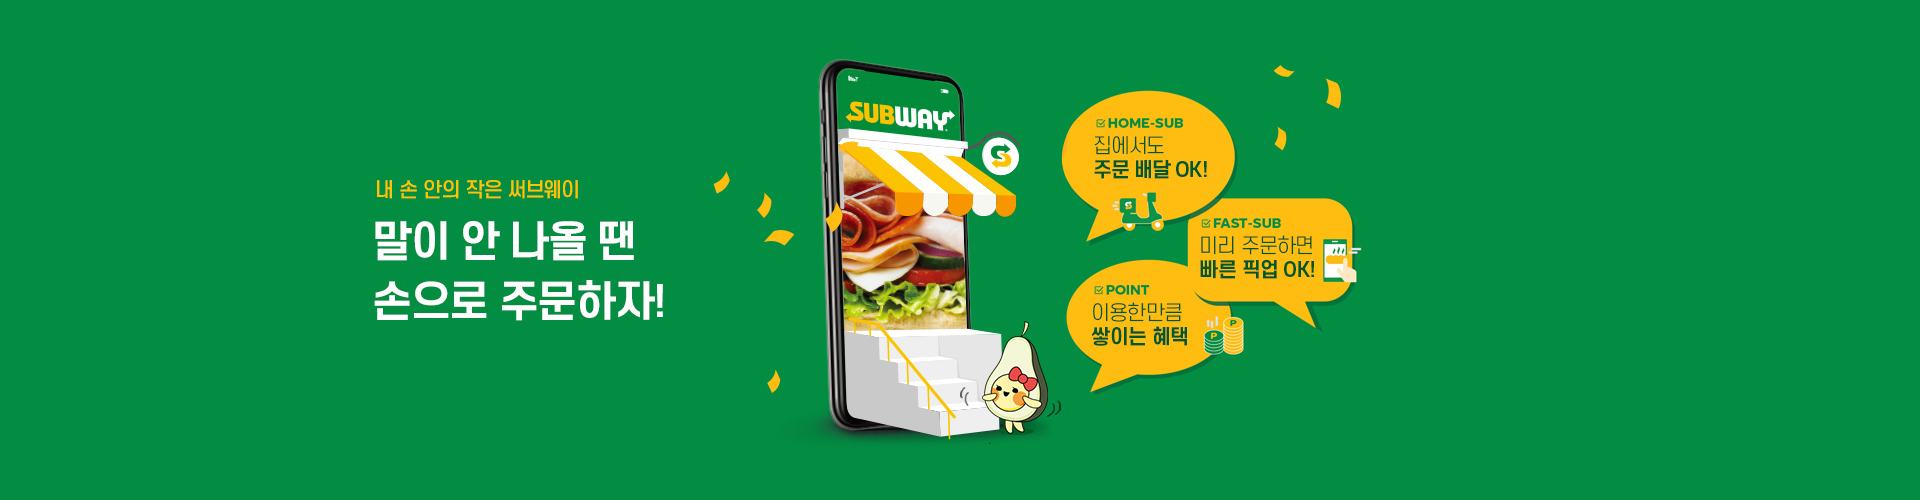 내 손 안의 작은 써브웨이
말이 안 나올 땐
손으로 주문하자!
SUBWAY
HOME-SUB
집에서도
주문 배달 OK!
FAST-SUB
미리 주문하면
빠른 픽업 OK!
POINT
이용한만큼
쌓이는 혜택
P
P